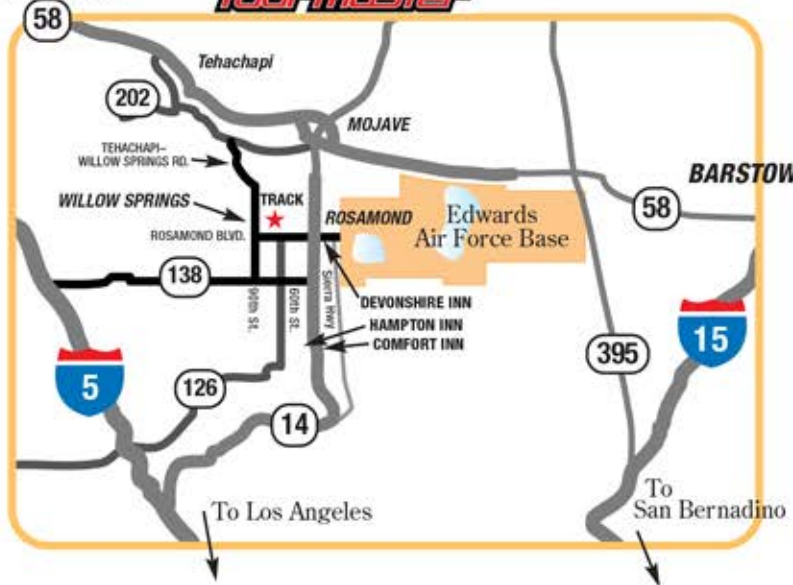 TOURMASTER
58
Tehachapi
202
MOJAVE
TEHACHAPI–
WILLOW SPRINGS RD.
BARSTOW
WILLOW SPRINGS
TRACK
ROSAMOND
Edwards
Air Force Base
58
ROSAMOND BLVD.
138
90th St.
60th St.
Sierra Hwy
DEVONSHIRE INN
HAMPTON INN
COMFORT INN
15
395
5
126
14
To Los Angeles
To
San Bernadino